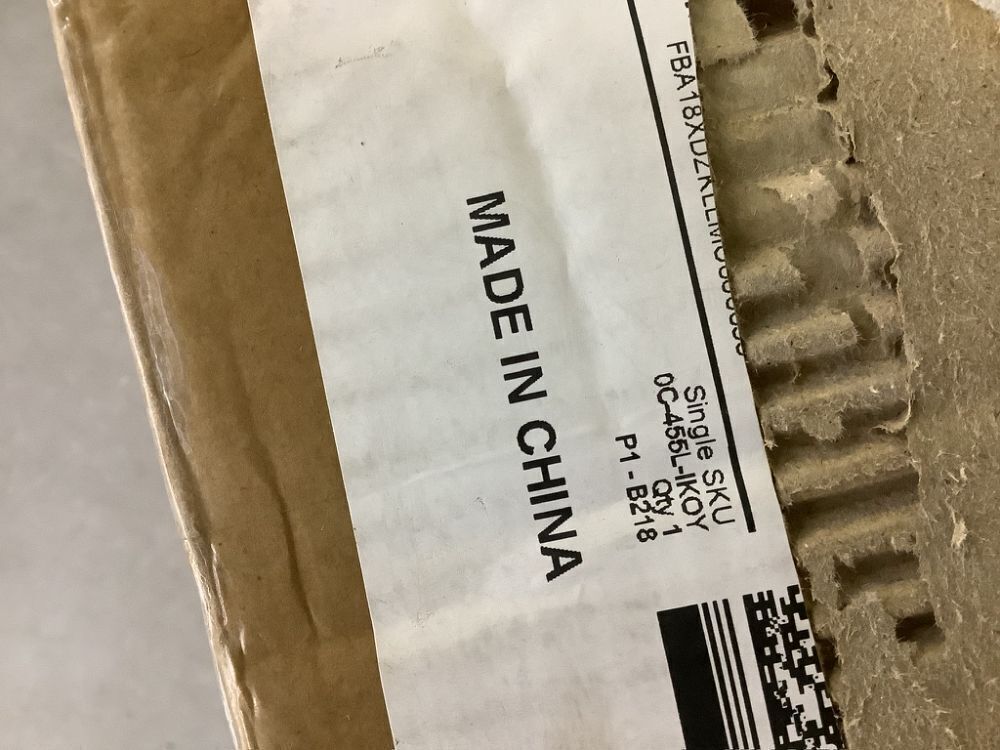 Single SKU
0C-455L-IKOY
Qty 1
P1 - B218
MADE IN CHINA